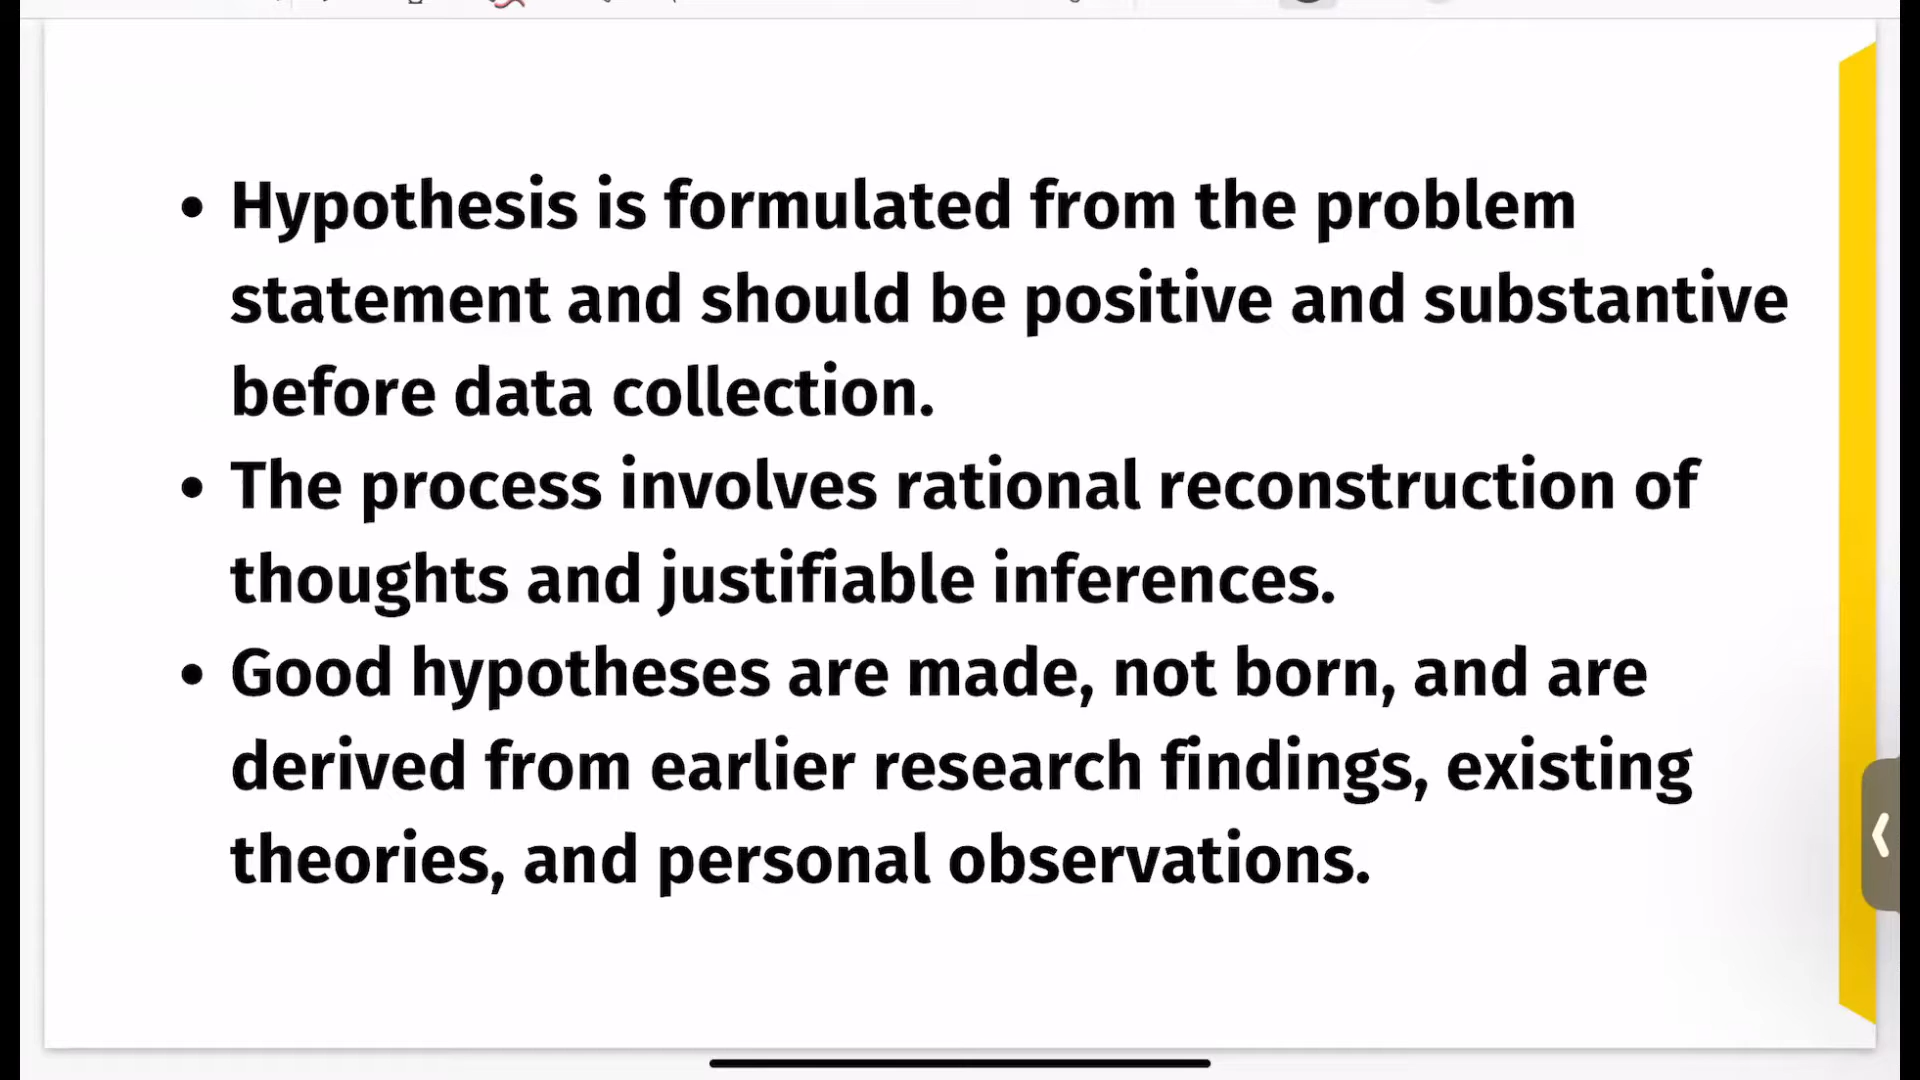 • Hypothesis is formulated from the problem
statement and should be positive and substantive
before data collection.
• The process involves rational reconstruction of
thoughts and justifiable inferences.
• Good hypotheses are made, not born, and are
derived from earlier research findings, existing
theories, and personal observations.